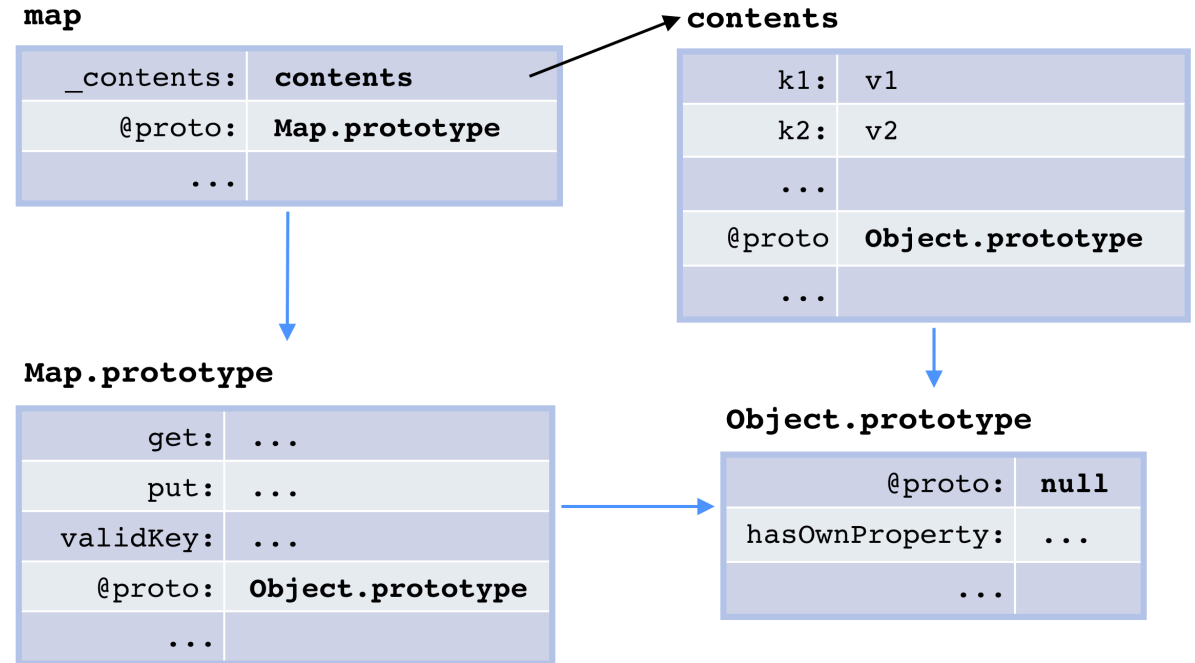 map
_contents: contents
@proto: Map.prototype
...
contents
k1: v1
k2: v2
...
@proto Object.prototype
...
Map.prototype
get: ...
put: ...
validKey: ...
@proto: Object.prototype
...
Object.prototype
@proto: null
hasOwnProperty: ...
...